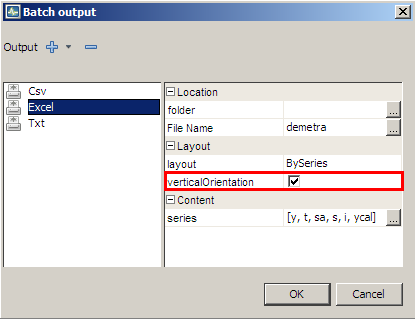 Batch output
Output
Csv
Excel
Txt
Location
folder
...
File Name demetra ...
Layout
layout BySeries
verticalOrientation
Content
series [y, t, sa, s, i, ycal] ...
OK Cancel